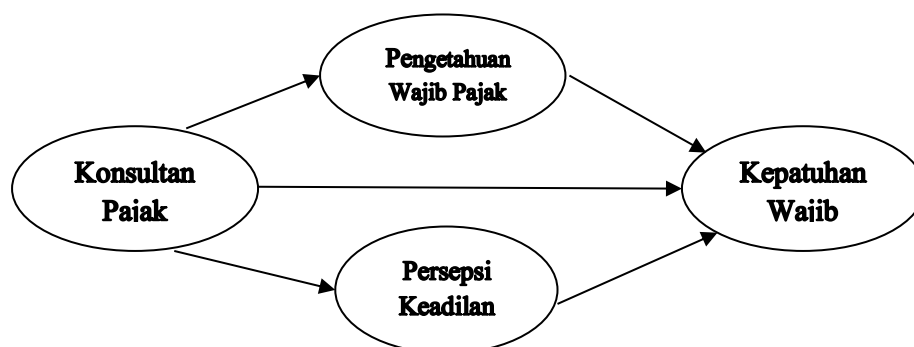 Pengetahuan
Wajib Pajak
Konsultan
Pajak
Kepatuhan
Wajib
Persepsi
Keadilan